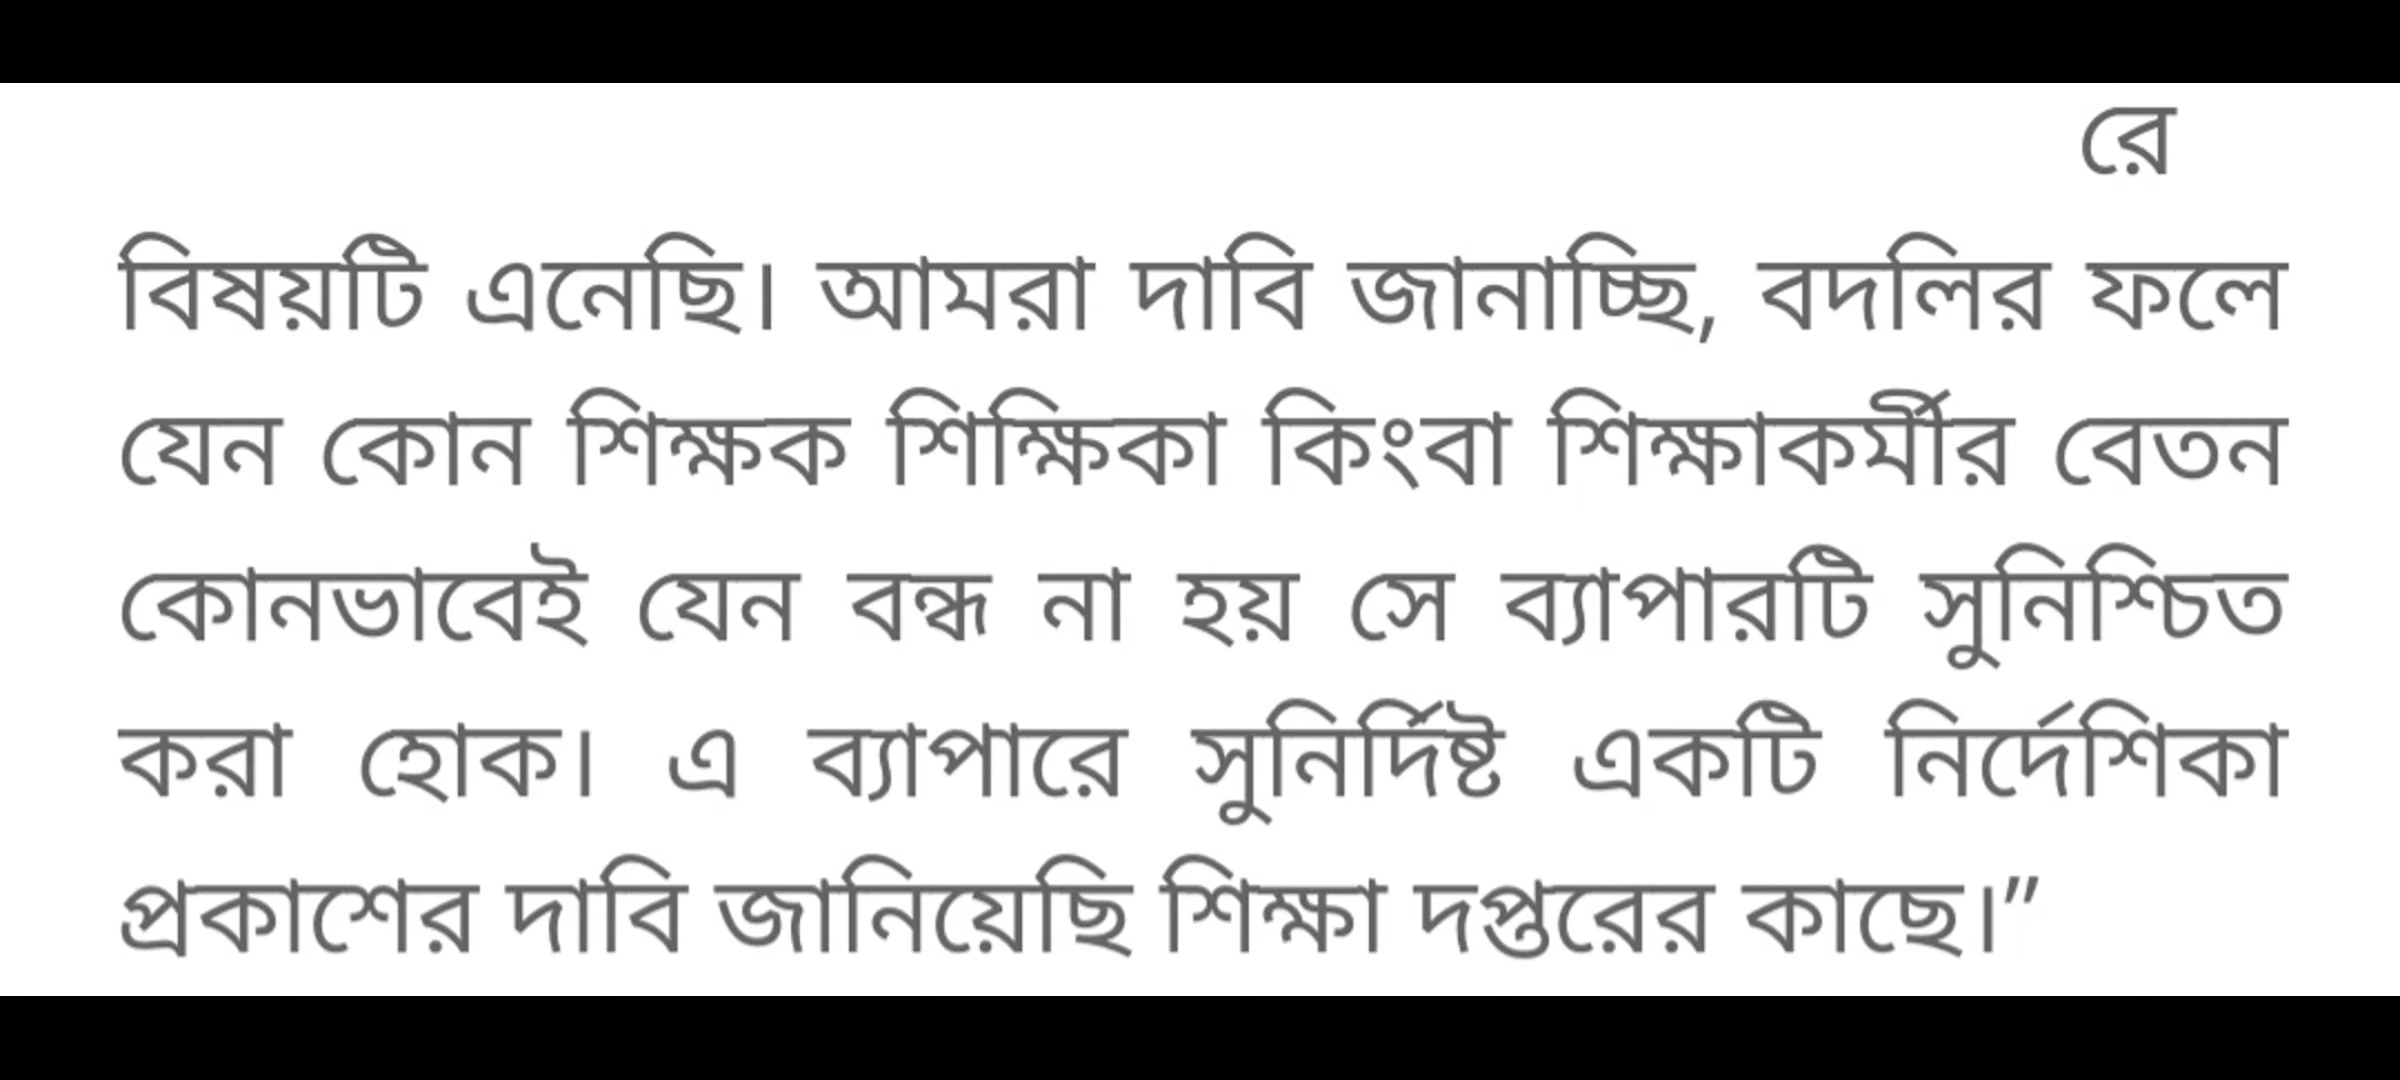 রে
বিষয়টি এনেছি। আমরা দাবি জানাচ্ছি, বদলির ফলে
যেন কোন শিক্ষক শিক্ষিকা কিংবা শিক্ষাকর্মীর বেতন
কোনভাবেই যেন বন্ধ না হয় সে ব্যাপারটি সুনিশ্চিত
করা হোক। এ ব্যাপারে সুনির্দিষ্ট একটি নির্দেশিকা
প্রকাশের দাবি জানিয়েছি শিক্ষা দপ্তরের কাছে।”